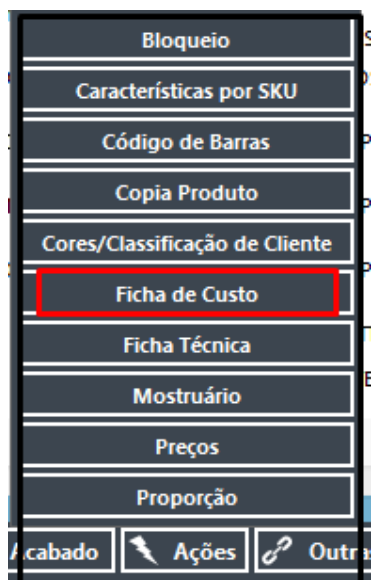 Bloqueio
Características por SKU
Código de Barras
Copia Produto
Cores/Classificação de Cliente
Ficha de Custo
Ficha Técnica
Mostruário
Preços
Proporção
Acabado Ações